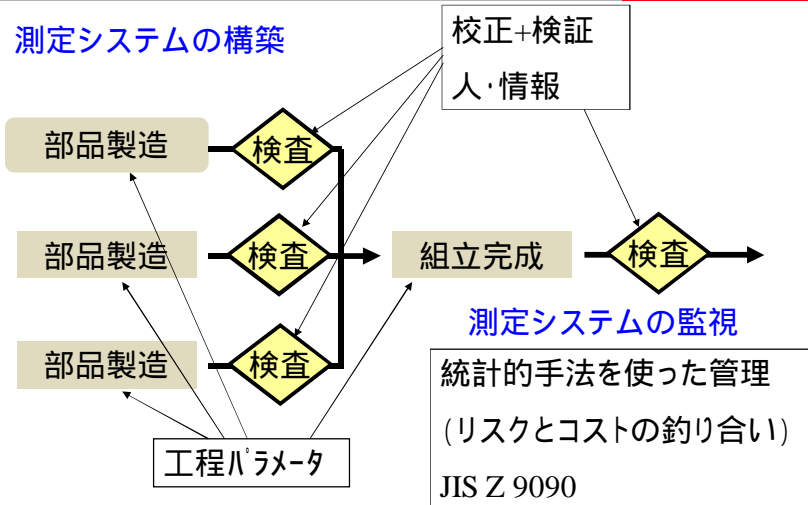 測定システムの構築
校正+検証
人・情報
部品製造
検査
部品製造
検査
組立完成
検査
部品製造
検査
測定システムの監視
統計的手法を使った管理
(リスクとコストの釣り合い)
JIS Z 9090
工程パラメータ